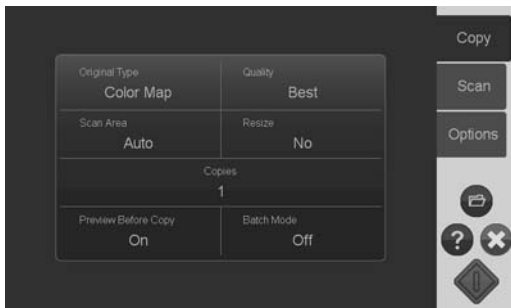 Copy
Original Type
Quality
Color Map
Best
Scan
Scan Area
Resize
Auto
No
Options
Copies
1
Preview Before Copy
Batch Mode
On
Off
?